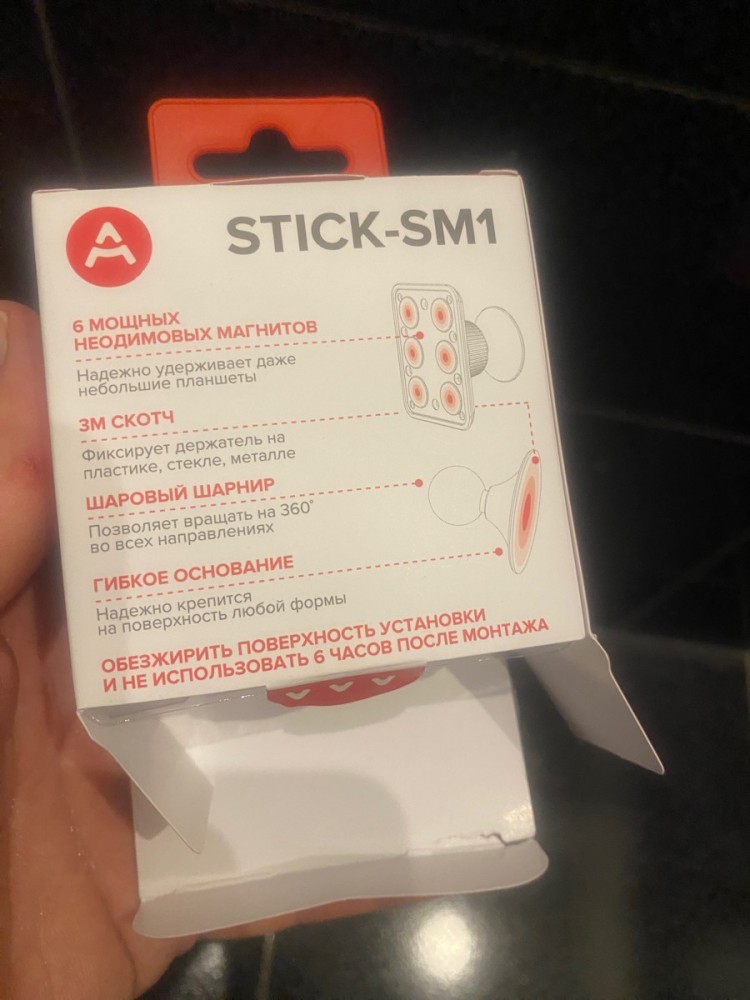 STICK-SM1
6 МОЩНЫХ
НЕОДИМОВЫХ МАГНИТОВ
Надежно удерживает даже
небольшие планшеты
3М СКОТЧ
Фиксирует держатель на
пластике, стекле, металле
ШАРОВЫЙ ШАРНИР
Позволяет вращать на 360°
во всех направлениях
ГИБКОЕ ОСНОВАНИЕ
Надежно крепится
на поверхность любой формы
ОБЕЗЖИРИТЬ ПОВЕРХНОСТЬ УСТАНОВКИ
И НЕ ИСПОЛЬЗОВАТЬ 6 ЧАСОВ ПОСЛЕ МОНТАЖА